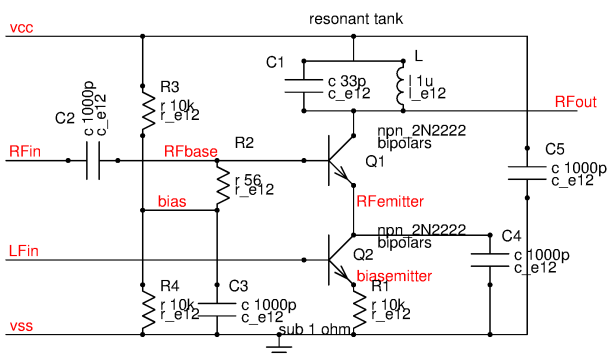 resonant tank
vcc
C1
L
c 33p
c_e12
l 1u
l_e12
R3
r 10k
r_e12
C2
c 1000p
c_e12
RFout
npn_2N2222
bipolars
Q1
R2
RFin
RFbase
C5
c 1000p
c_e12
r 56
r_e12
bias
RFemitter
npn_2N2222
bipolars
C4
LFin
Q2
c 1000p
c_e12
biasemitter
R4
r 10k
r_e12
C3
c 1000p
c_e12
R1
r 10k
r_e12
vss
sub 1 ohm